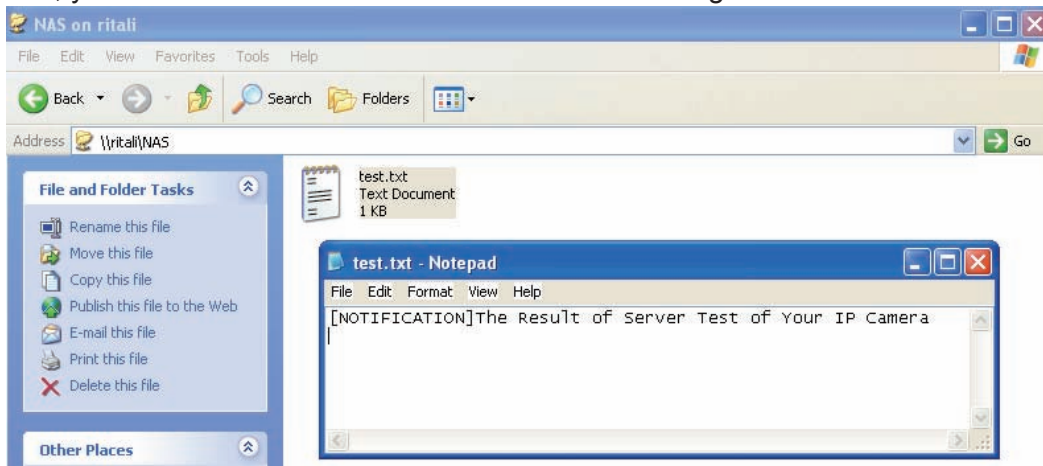 NAS on ritali
File Edit View Favorites Tools Help
Back Search Folders
Address \\ritali\NAS Go
File and Folder Tasks
Rename this file
Move this file
Copy this file
Publish this file to the Web
E-mail this file
Print this file
Delete this file
Other Places
test.txt
Text Document
1 KB
test.txt - Notepad
File Edit Format View Help
[NOTIFICATION]The Result of Server Test of Your IP Camera